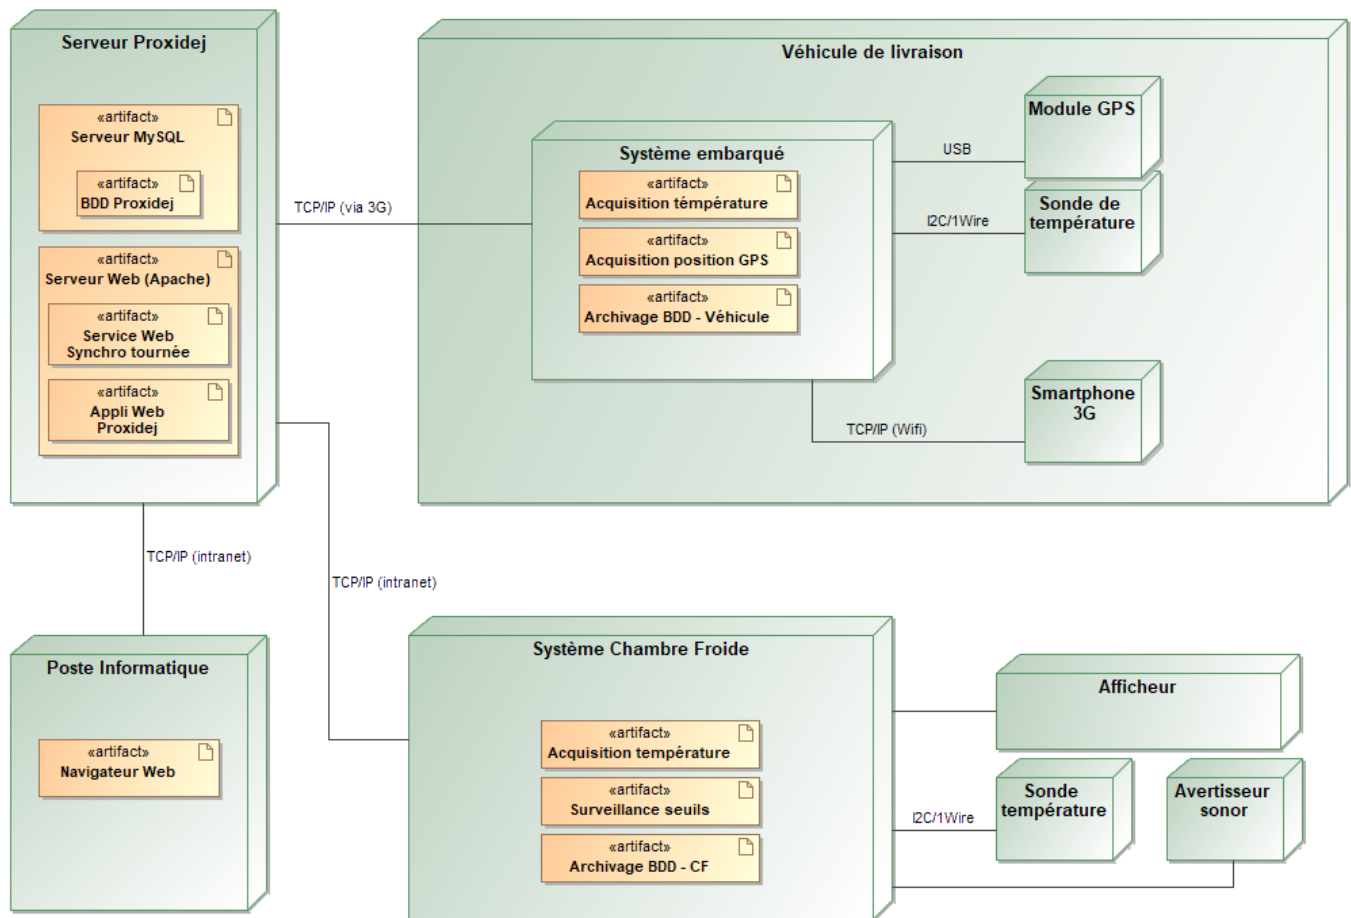 Serveur Proxidej
«artifact»
Serveur MySQL
«artifact»
BDD Proxidej
«artifact»
Serveur Web (Apache)
«artifact»
Service Web
Synchro tournée
«artifact»
Appli Web
Proxidej
TCP/IP (via 3G)
Véhicule de livraison
Système embarqué
«artifact»
Acquisition témpérature
«artifact»
Acquisition position GPS
«artifact»
Archivage BDD - Véhicule
USB
Module GPS
I2C/1Wire
Sonde de
température
TCP/IP (Wifi)
Smartphone
3G
TCP/IP (intranet)
TCP/IP (intranet)
Poste Informatique
«artifact»
Navigateur Web
Système Chambre Froide
«artifact»
Acquisition température
«artifact»
Surveillance seuils
«artifact»
Archivage BDD - CF
Afficheur
I2C/1Wire
Sonde
température
Avertisseur
sonor